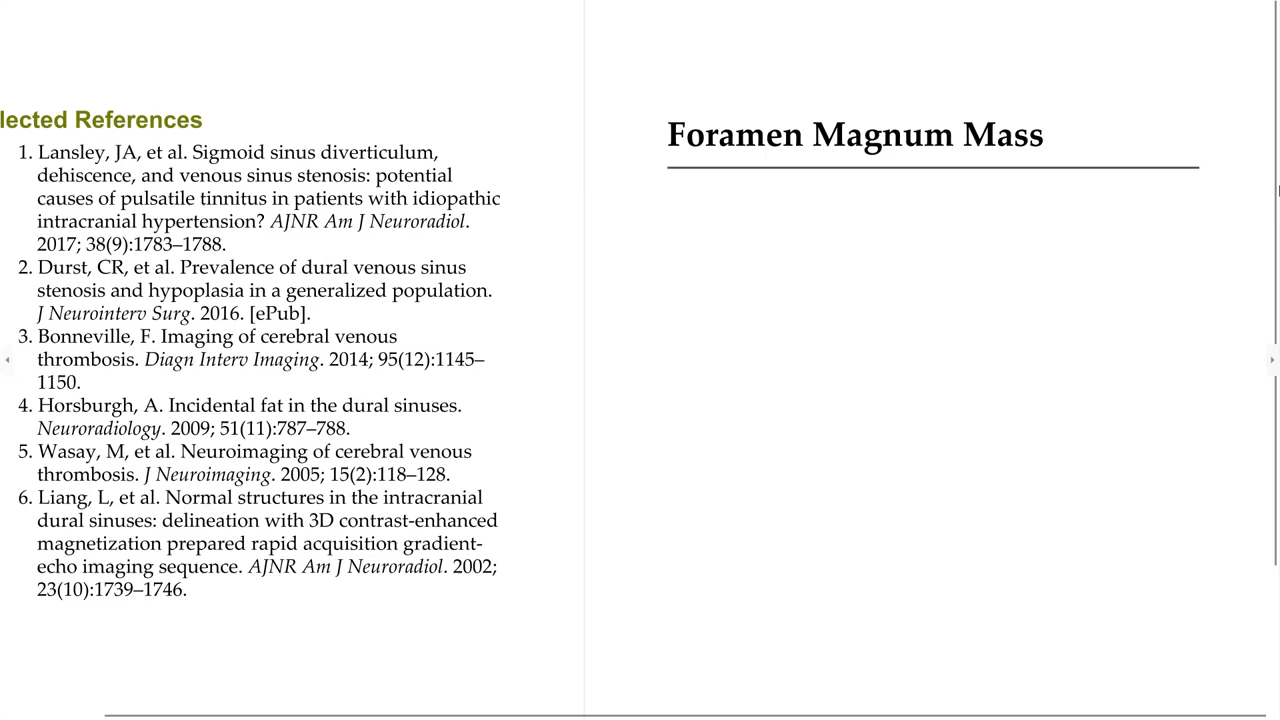 lected References
1. Lansley, JA, et al. Sigmoid sinus diverticulum,
dehiscence, and venous sinus stenosis: potential
causes of pulsatile tinnitus in patients with idiopathic
intracranial hypertension? AJNR Am J Neuroradiol.
2017; 38(9):1783–1788.
2. Durst, CR, et al. Prevalence of dural venous sinus
stenosis and hypoplasia in a generalized population.
J Neurointerv Surg. 2016. [ePub].
3. Bonneville, F. Imaging of cerebral venous
thrombosis. Diagn Interv Imaging. 2014; 95(12):1145–
1150.
4. Horsburgh, A. Incidental fat in the dural sinuses.
Neuroradiology. 2009; 51(11):787–788.
5. Wasay, M, et al. Neuroimaging of cerebral venous
thrombosis. J Neuroimaging. 2005; 15(2):118–128.
6. Liang, L, et al. Normal structures in the intracranial
dural sinuses: delineation with 3D contrast-enhanced
magnetization prepared rapid acquisition gradient-
echo imaging sequence. AJNR Am J Neuroradiol. 2002;
23(10):1739–1746.
Foramen Magnum Mass